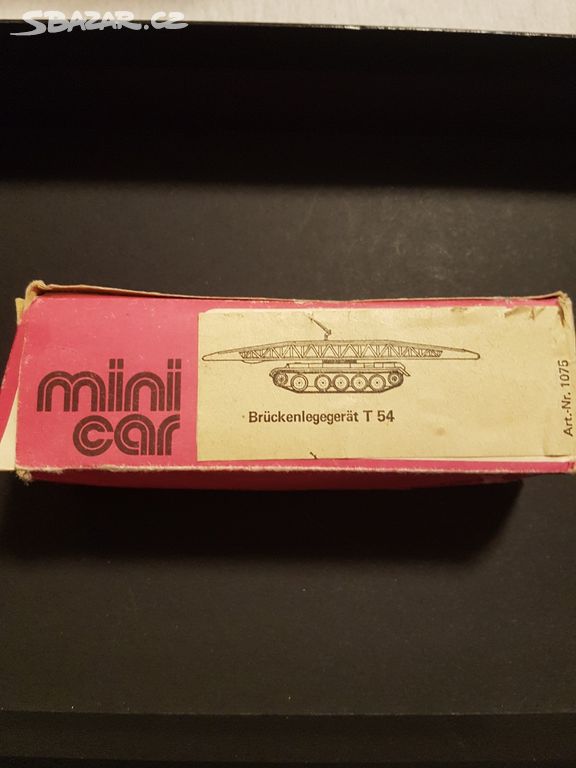 SBAZAR.CZ
mini
car
Brückenlegegerät T 54
Art.-Nr. 1075